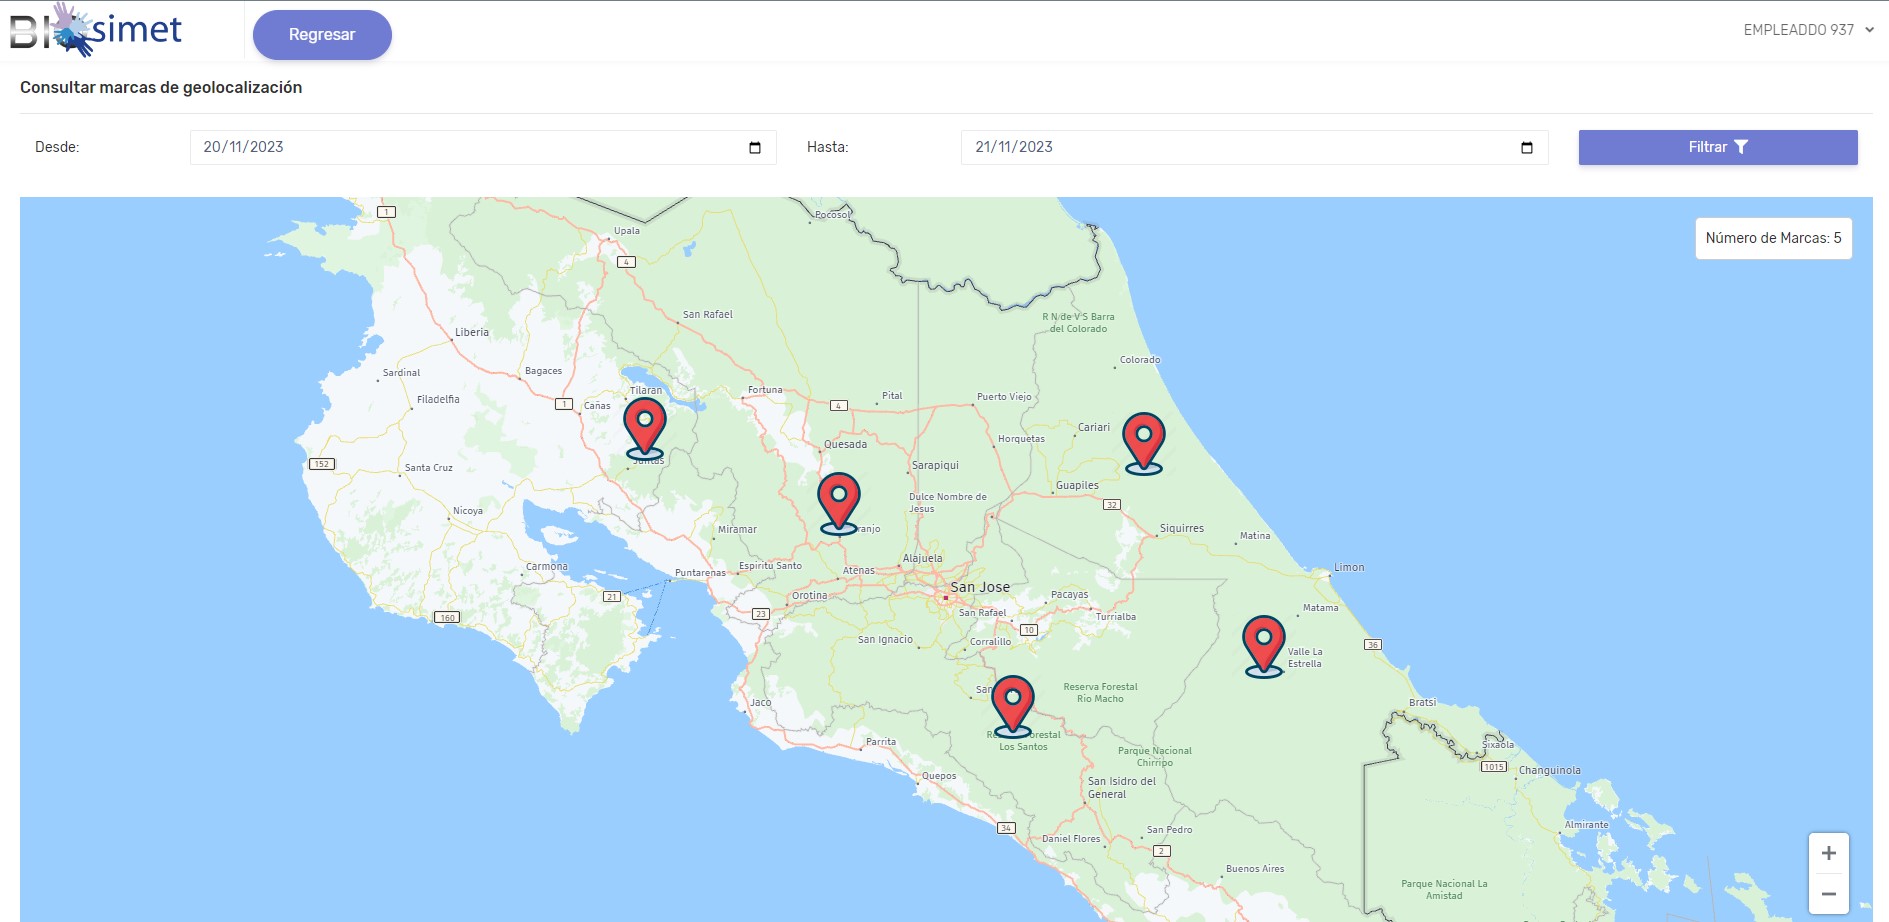 BIOsimet
Regresar
EMPLEADDO 937
Consultar marcas de geolocalización
Desde:
20/11/2023
Hasta:
21/11/2023
Filtrar
Número de Marcas: 5
1
Pocosol
Upala
4
San Rafael
R N de V S Barra
del Colorado
Liberia
Colorado
Sardinal
Bagaces
Tilaran
Fortuna
Pital
Puerto Viejo
Filadelfia
1
Cañas
4
Cariari
Horquetas
Quesada
152
Santa Cruz
Juntas
Sarapiqui
Guapiles
Dulce Nombre de
Jesus
32
Nicoya
Miramar
ranjo
Siquirres
Matina
Alajuela
Carmona
Puntarenas
Espiritu Santo
Atenas
Limon
San Jose
21
Orotina
Pacayas
160
23
San Rafael
Turrialba
Matama
10
San Ignacio
Corralillo
36
Valle La
Estrella
San
Reserva Forestal
Rio Macho
Jaco
Bratsi
Parrita
Forestal
Los Santos
Parque Nacional
Chirripo
Sixaola
1015
Changuinola
Quepos
San Isidro del
General
34
Daniel Flores
San Pedro
Almirante
2
Buenos Aires
Parque Nacional La
Amistad
+
−